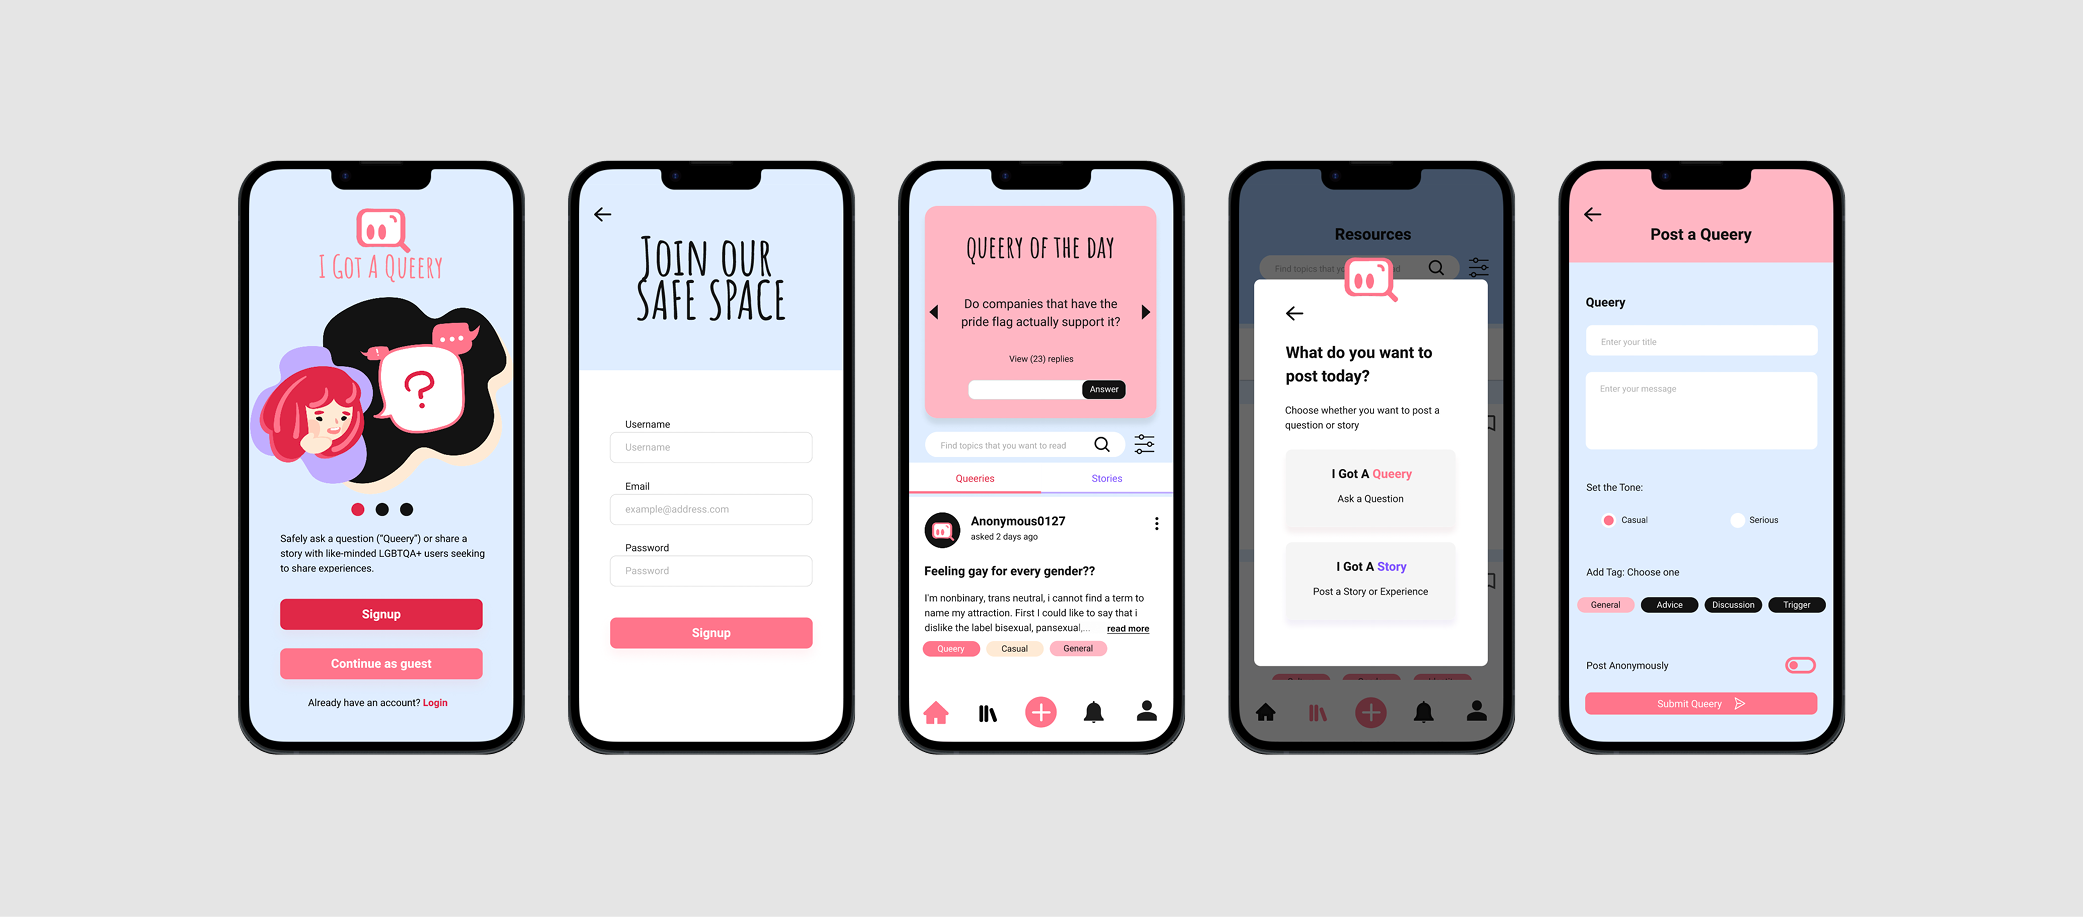 I GOT A QUEERY
?
!
Safely ask a question ("Queery") or share a
story with like-minded LGBTQA+ users seeking
to share experiences.
Signup
Continue as guest
Already have an account? Login
JOIN OUR
SAFE SPACE
Username
Username
Email
example@address.com
Password
Password
Signup
QUEERY OF THE DAY
Do companies that have the
pride flag actually support it?
View (23) replies
Answer
Find topics that you want to read
Queeries
Stories
Anonymous0127
asked 2 days ago
Feeling gay for every gender??
I'm nonbinary, trans neutral, i cannot find a term to
name my attraction. First I could like to say that i
dislike the label bisexual, pansexual,... read more
Queery
Casual
General
Resources
Find topics that
What do you want to
post today?
Choose whether you want to post a
question or story
I Got A Queery
Ask a Question
I Got A Story
Post a Story or Experience
Post a Queery
Queery
Enter your title
Enter your message
Set the Tone:
Casual
Serious
Add Tag: Choose one
General
Advice
Discussion
Trigger
Post Anonymously
Submit Queery